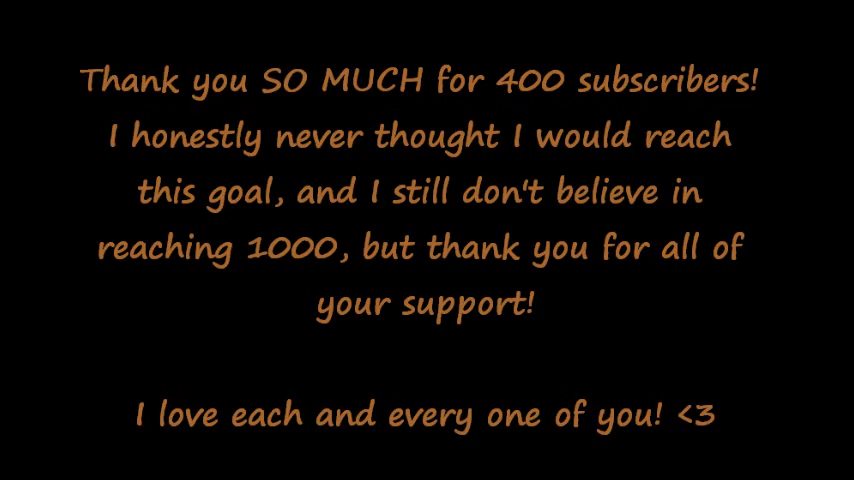 Thank you SO MUCH for 400 subscribers!
I honestly never thought I would reach
this goal, and I still don't believe in
reaching 1000, but thank you for all of
your support!
I love each and every one of you! <3